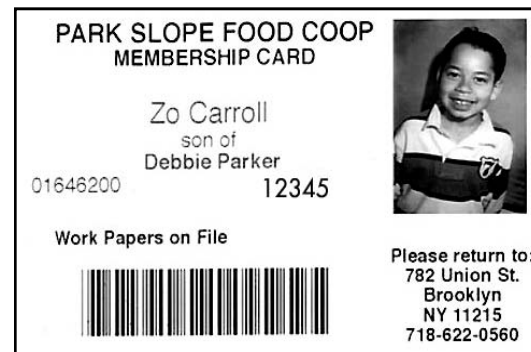 PARK SLOPE FOOD COOP
MEMBERSHIP CARD
Zo Carroll
son of
Debbie Parker
01646200 12345
Work Papers on File
Please return to:
782 Union St.
Brooklyn
NY 11215
718-622-0560